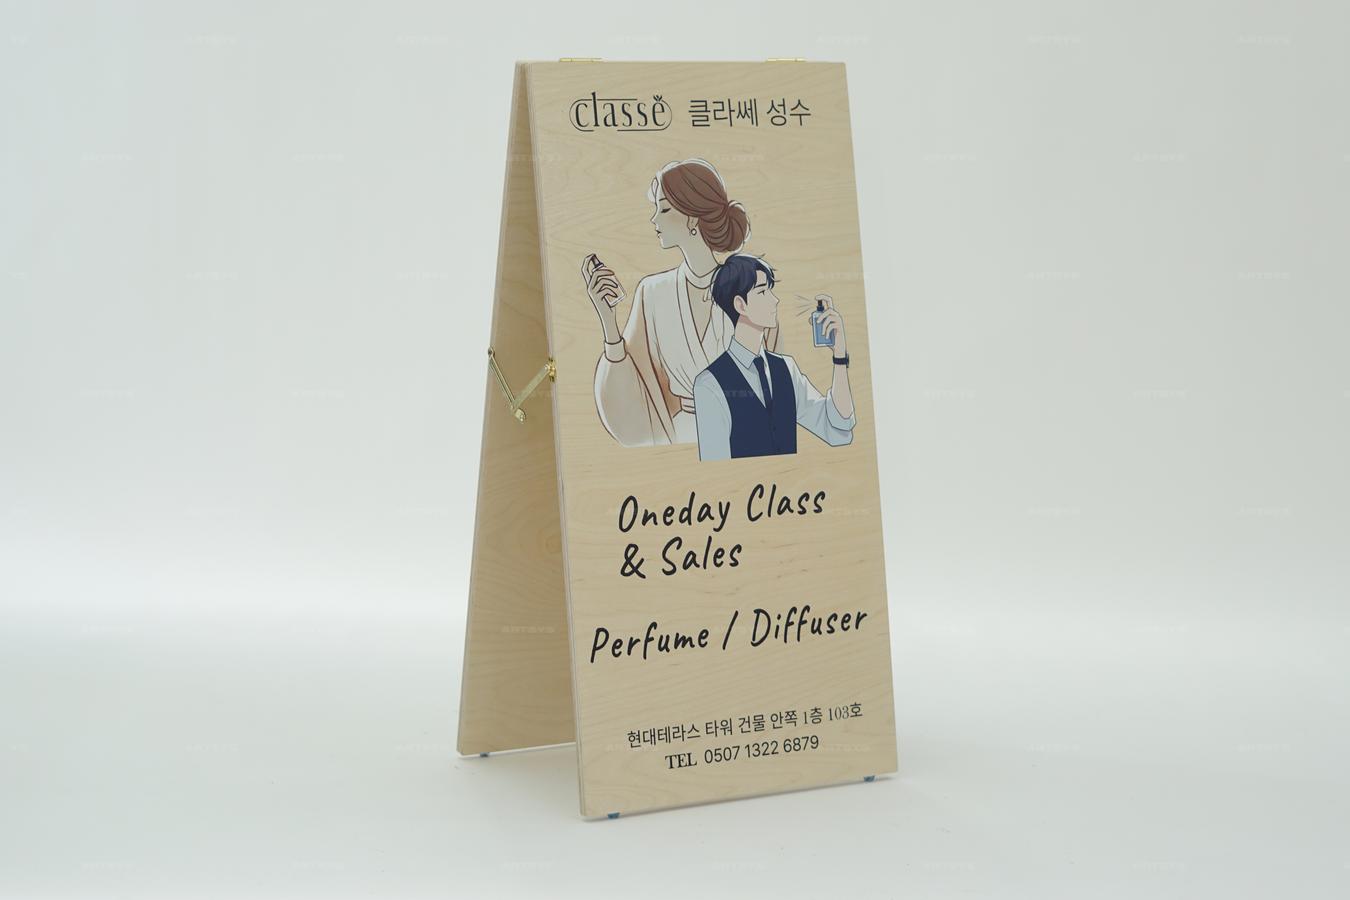 classe 클라쎄 성수
Oneday Class
& Sales
Perfume / Diffuser
현대테라스 타워 건물 안쪽 1층 103호
TEL 0507 1322 6879
ARTSYS